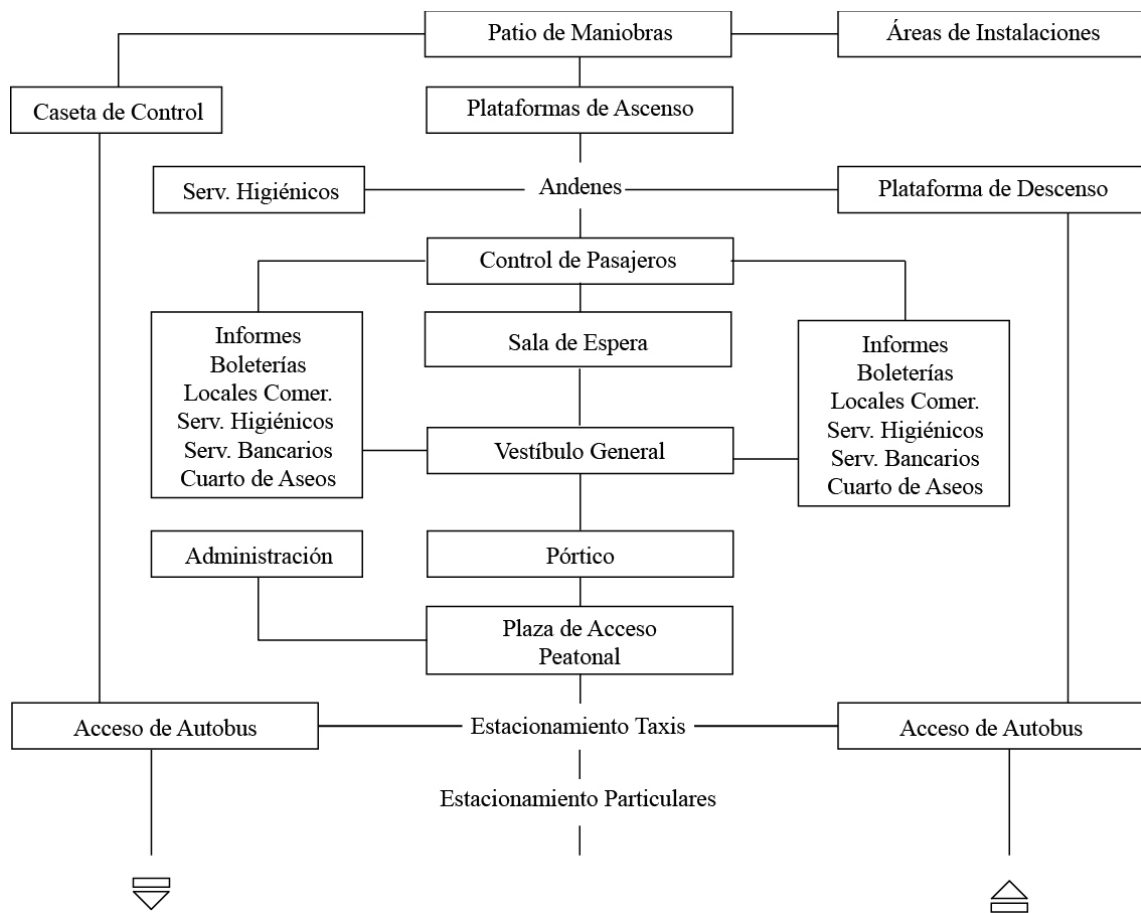 Patio de Maniobras
Áreas de Instalaciones
Caseta de Control
Plataformas de Ascenso
Serv. Higiénicos
Andenes
Plataforma de Descenso
Control de Pasajeros
Informes
Boleterías
Locales Comer.
Serv. Higiénicos
Serv. Bancarios
Cuarto de Aseos
Sala de Espera
Informes
Boleterías
Locales Comer.
Serv. Higiénicos
Serv. Bancarios
Cuarto de Aseos
Vestíbulo General
Administración
Pórtico
Plaza de Acceso
Peatonal
Acceso de Autobus
Estacionamiento Taxis
Acceso de Autobus
Estacionamiento Particulares